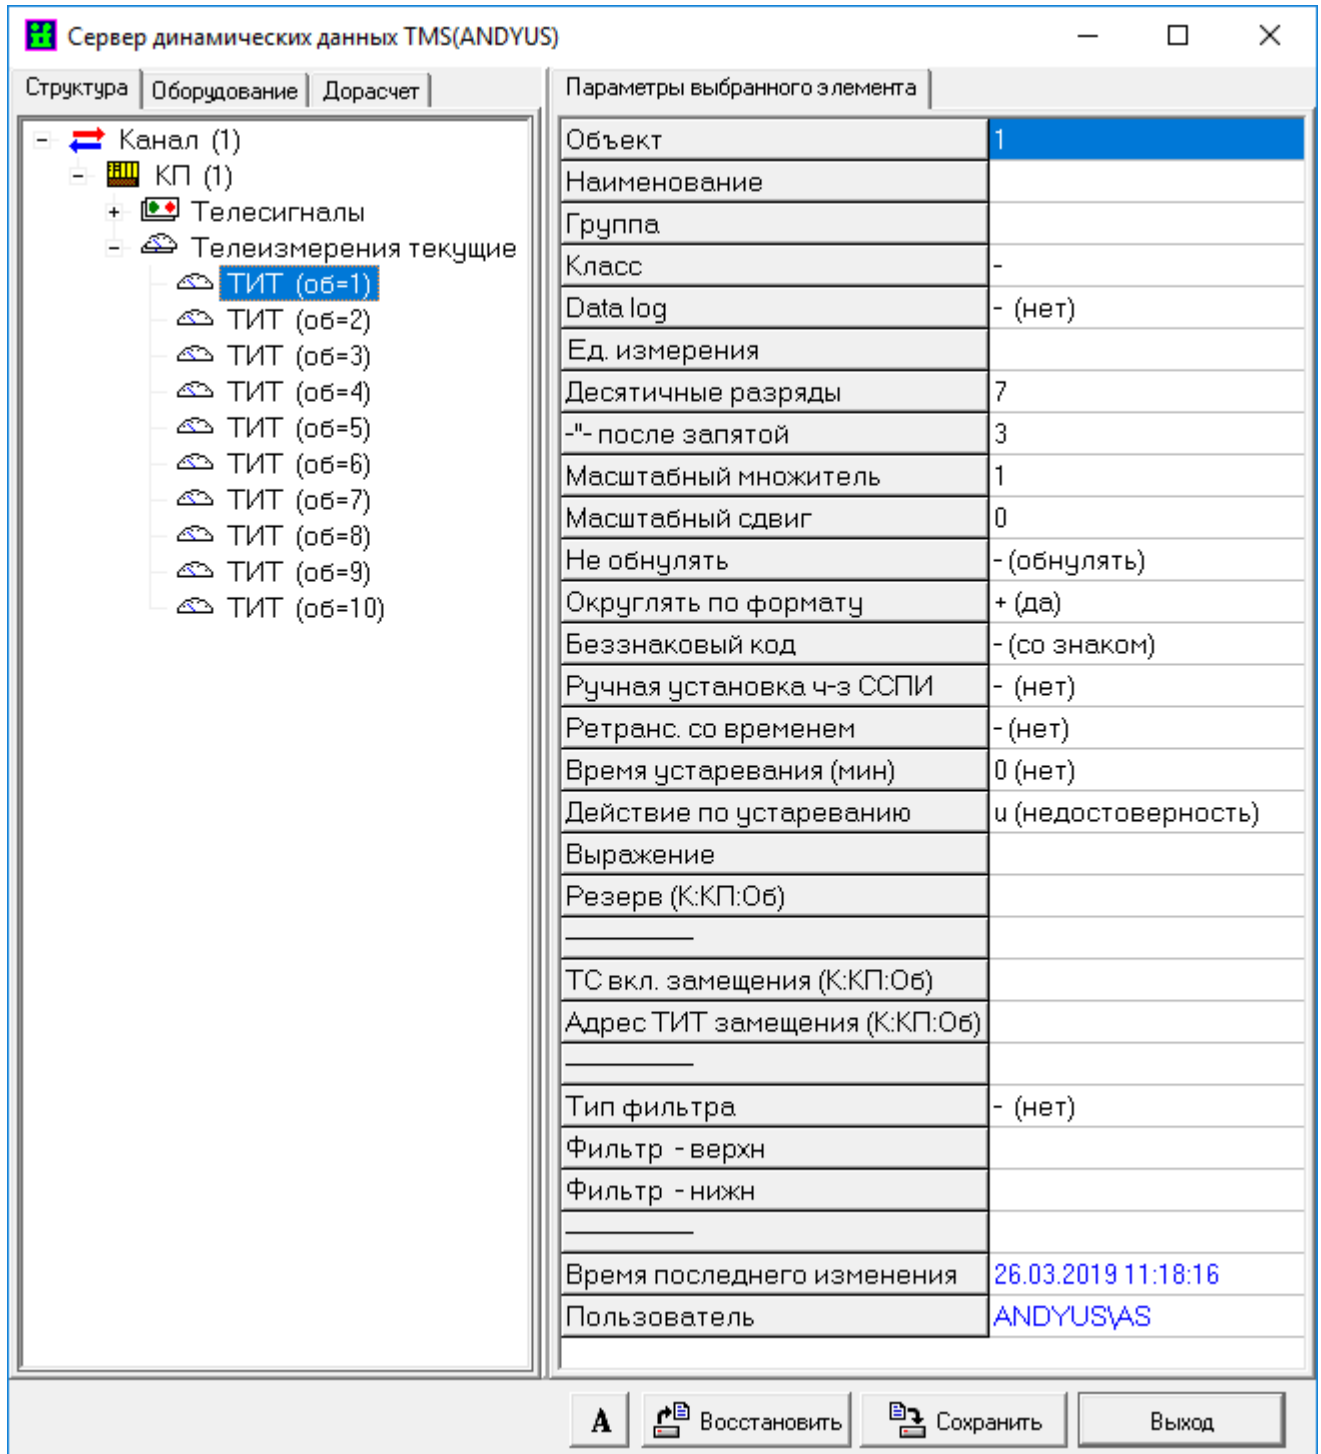 Сервер динамических данных TMS(ANDYUS)
Структура Оборудование Дорасчет
Параметры выбранного элемента
Канал (1)
КП (1)
Телесигналы
Телеизмерения текущие
ТИТ (об=1)
ТИТ (об=2)
ТИТ (об=3)
ТИТ (об=4)
ТИТ (об=5)
ТИТ (об=6)
ТИТ (об=7)
ТИТ (об=8)
ТИТ (об=9)
ТИТ (об=10)
Объект 1
Наименование
Группа
Класс -
Data log - (нет)
Ед. измерения
Десятичные разряды 7
-"- после запятой 3
Масштабный множитель 1
Масштабный сдвиг 0
Не обнулять - (обнулять)
Округлять по формату + (да)
Беззнаковый код - (со знаком)
Ручная установка ч-з ССПИ - (нет)
Ретранс. со временем - (нет)
Время устаревания (мин) 0 (нет)
Действие по устареванию u (недостоверность)
Выражение
Резерв (К:КП:Об)
ТС вкл. замещения (К:КП:Об)
Адрес ТИТ замещения (К:КП:Об)
Тип фильтра - (нет)
Фильтр - верхн
Фильтр - нижн
Время последнего изменения 26.03.2019 11:18:16
Пользователь ANDYUS\AS
A Восстановить Сохранить Выход